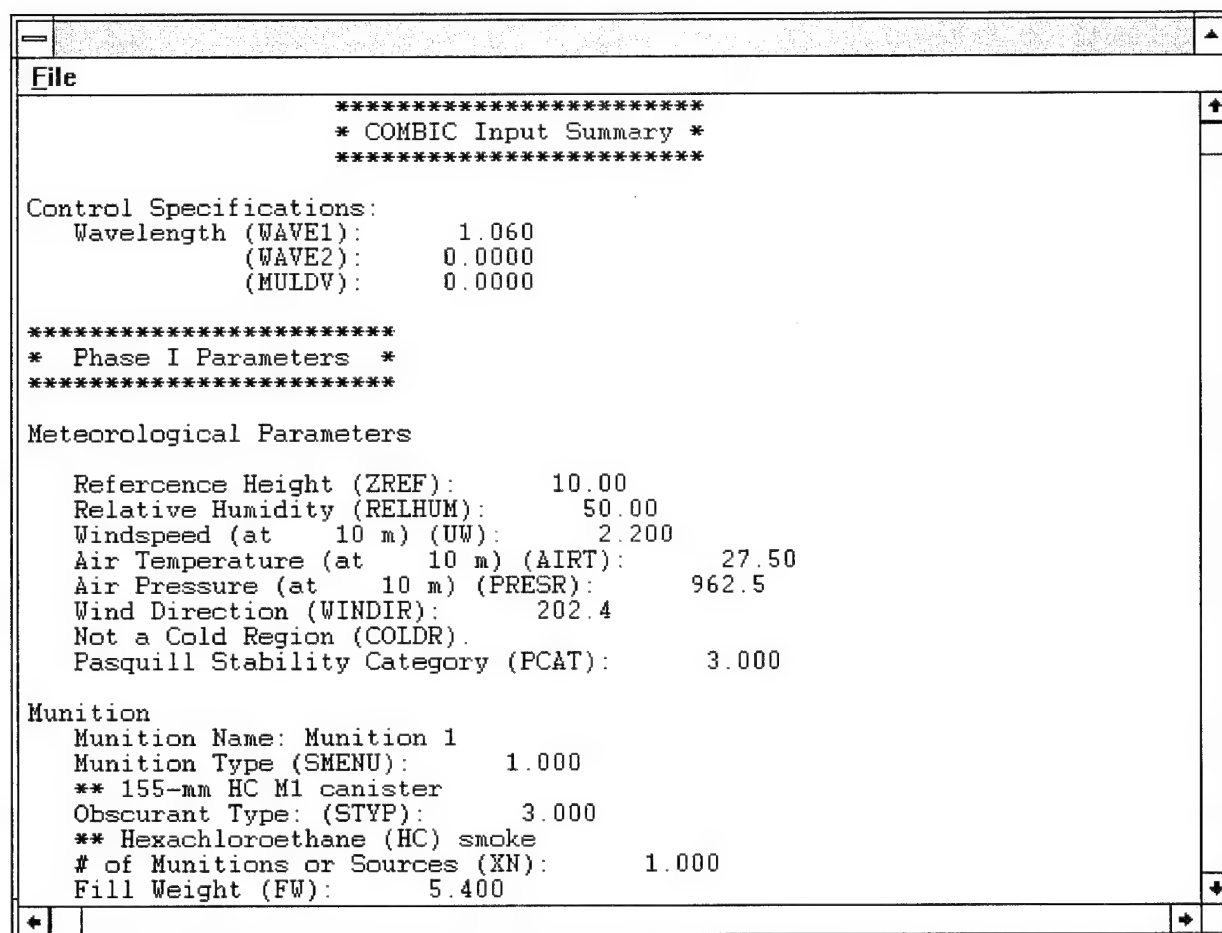 File
************************
* COMBIC Input Summary *
************************
Control Specifications:
Wavelength (WAVE1): 1.060
(WAVE2): 0.0000
(MULDV): 0.0000
************************
* Phase I Parameters *
************************
Meteorological Parameters
Refercence Height (ZREF): 10.00
Relative Humidity (RELHUM): 50.00
Windspeed (at 10 m) (UW): 2.200
Air Temperature (at 10 m) (AIRT): 27.50
Air Pressure (at 10 m) (PRESR): 962.5
Wind Direction (WINDIR): 202.4
Not a Cold Region (COLDR).
Pasquill Stability Category (PCAT): 3.000
Munition
Munition Name: Munition 1
Munition Type (SMENU): 1.000
** 155-mm HC M1 canister
Obscurant Type: (STYP): 3.000
** Hexachloroethane (HC) smoke
# of Munitions or Sources (XN): 1.000
Fill Weight (FW): 5.400